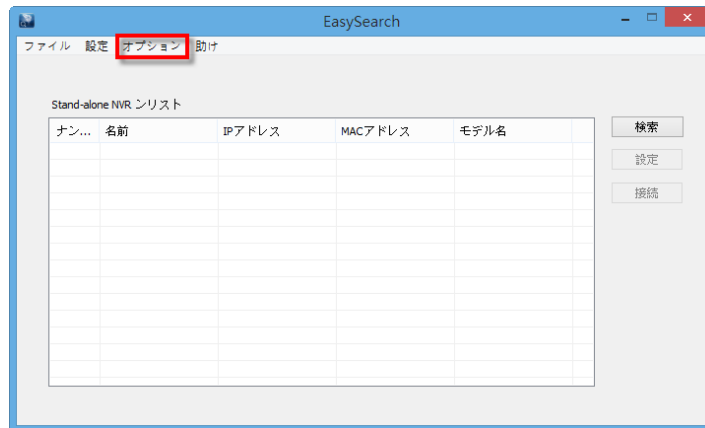 EasySearch
ファイル 設定 オプション 助け
Stand-alone NVR ンリスト
ナン... 名前 IPアドレス MACアドレス モデル名
検索
設定
接続